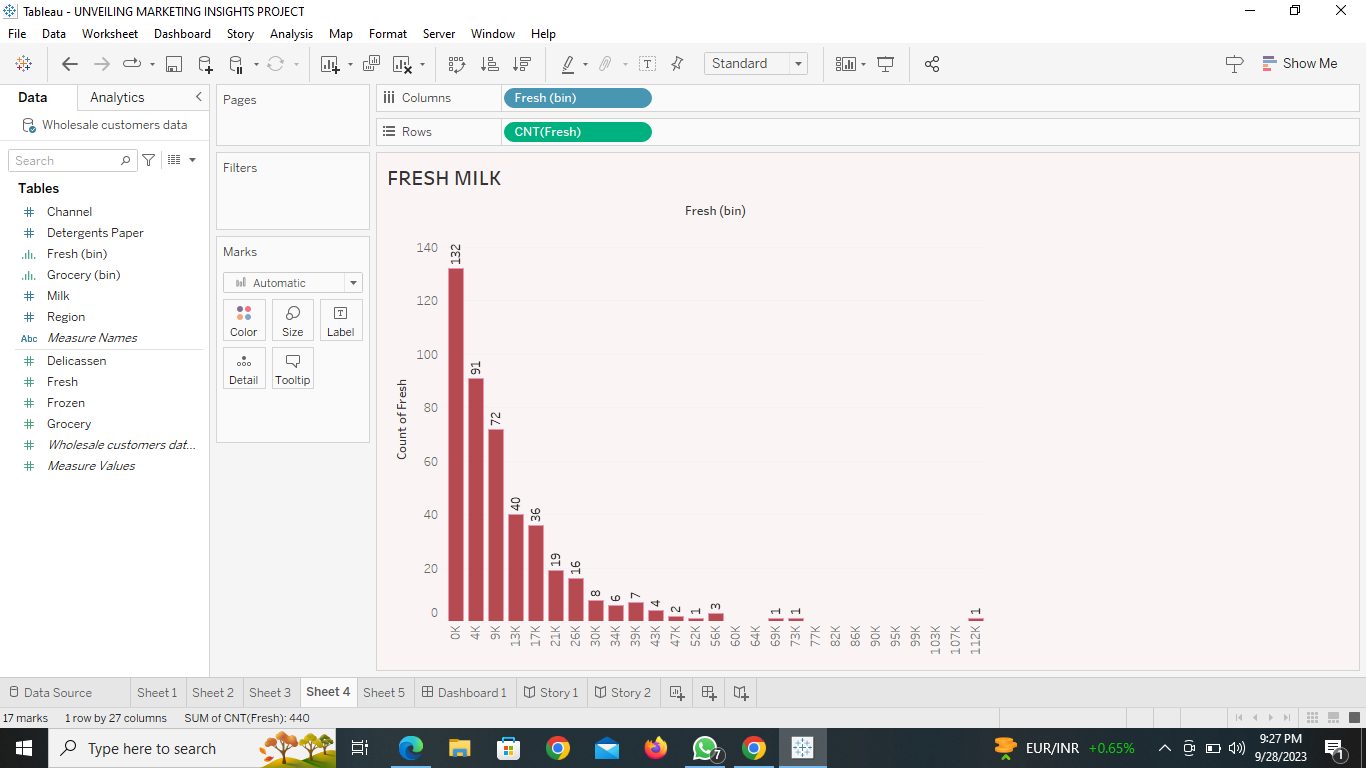 Tableau - UNVEILING MARKETING INSIGHTS PROJECT
File Data Worksheet Dashboard Story Analysis Map Format Server Window Help
Standard
Show Me
Data Analytics
Wholesale customers data
Search
Tables
Channel
Detergents Paper
Fresh (bin)
Grocery (bin)
Milk
Region
Abc Measure Names
Delicassen
Fresh
Frozen
Grocery
Wholesale customers dat...
Measure Values
Pages
Filters
Marks
Automatic
Color Size T Label
Detail Tooltip
Columns Fresh (bin)
Rows CNT(Fresh)
FRESH MILK
Fresh (bin)
Count of Fresh
140
120
100
80
60
40
20
0
132 91 72 40 36 19 16 8 6 7 4 2 1 3 1 1 1
0K 4K 9K 13K 17K 21K 26K 30K 34K 39K 43K 47K 52K 56K 60K 64K 69K 73K 77K 82K 86K 90K 95K 99K 103K 107K 112K
Data Source Sheet 1 Sheet 2 Sheet 3 Sheet 4 Sheet 5 Dashboard 1 Story 1 Story 2
17 marks 1 row by 27 columns SUM of CNT(Fresh): 440
Type here to search
7
EUR/INR +0.65%
9:27 PM
9/28/2023
1